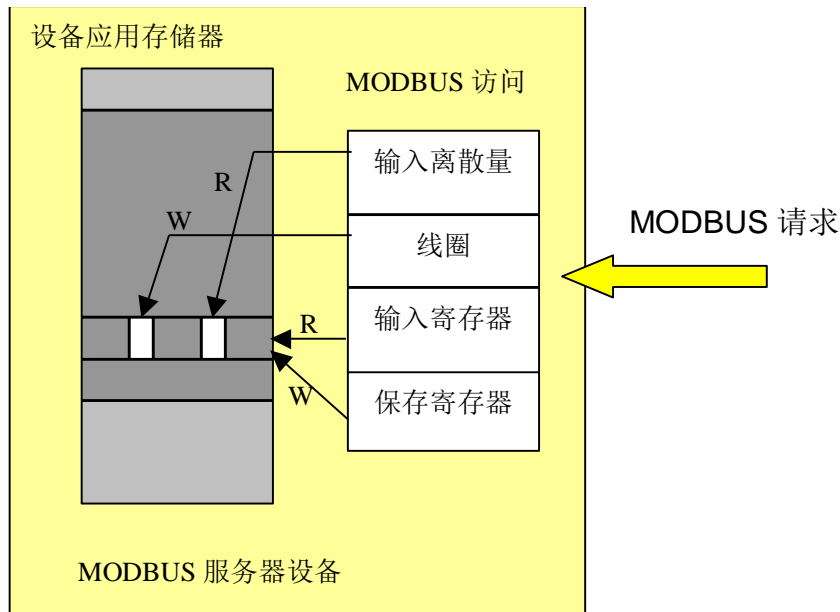 设备应用存储器
MODBUS 访问
输入离散量
R
W
线圈
MODBUS 请求
输入寄存器
R
W
保存寄存器
MODBUS 服务器设备